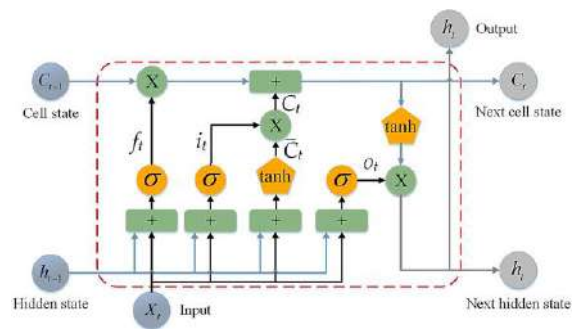 h_t Output
C_{t-1} X + C_t
Cell state Next cell state
C_t
f_t i_t X tanh
C̄_t
σ σ tanh σ o_t X
+ + + +
h_{t-1} h_t
Hidden state Next hidden state
X_t Input